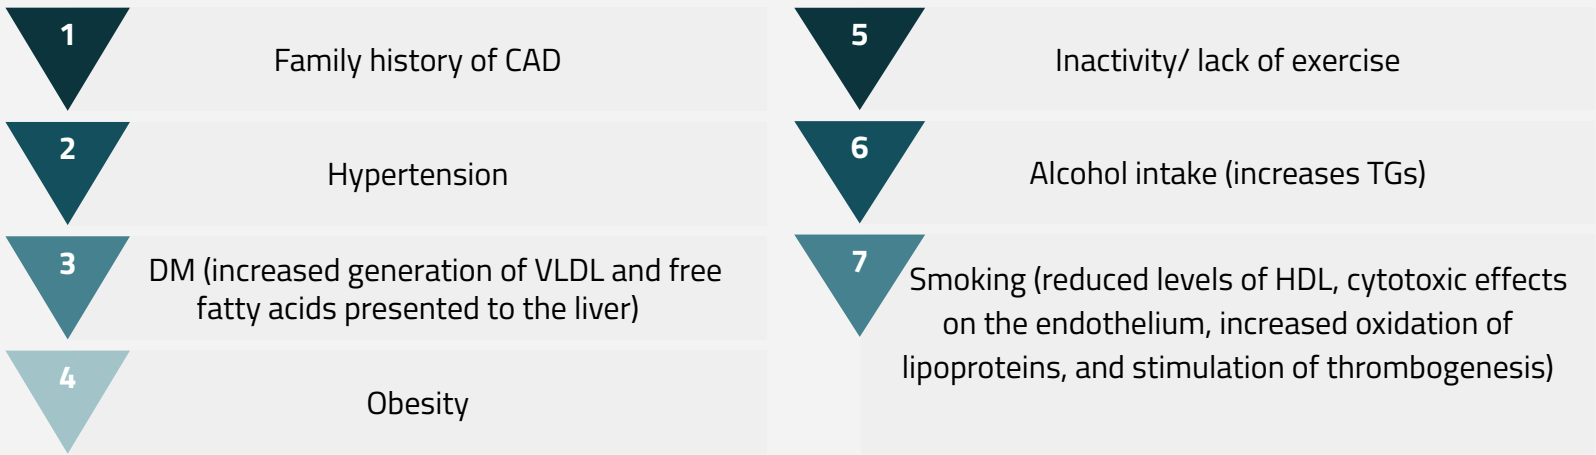 1
Family history of CAD
2
Hypertension
3
DM (increased generation of VLDL and free
fatty acids presented to the liver)
4
Obesity
5
Inactivity/ lack of exercise
6
Alcohol intake (increases TGs)
7
Smoking (reduced levels of HDL, cytotoxic effects
on the endothelium, increased oxidation of
lipoproteins, and stimulation of thrombogenesis)